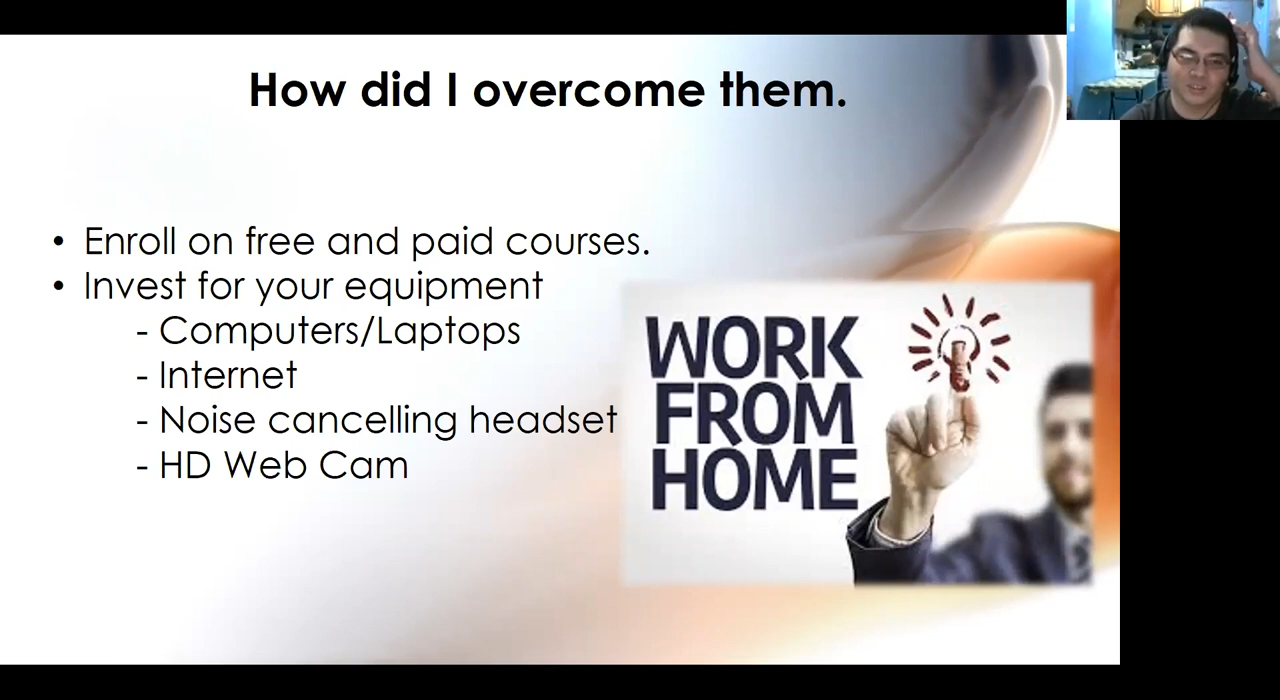 How did I overcome them.
• Enroll on free and paid courses.
• Invest for your equipment
- Computers/Laptops
- Internet
- Noise cancelling headset
- HD Web Cam
WORK
FROM
HOME